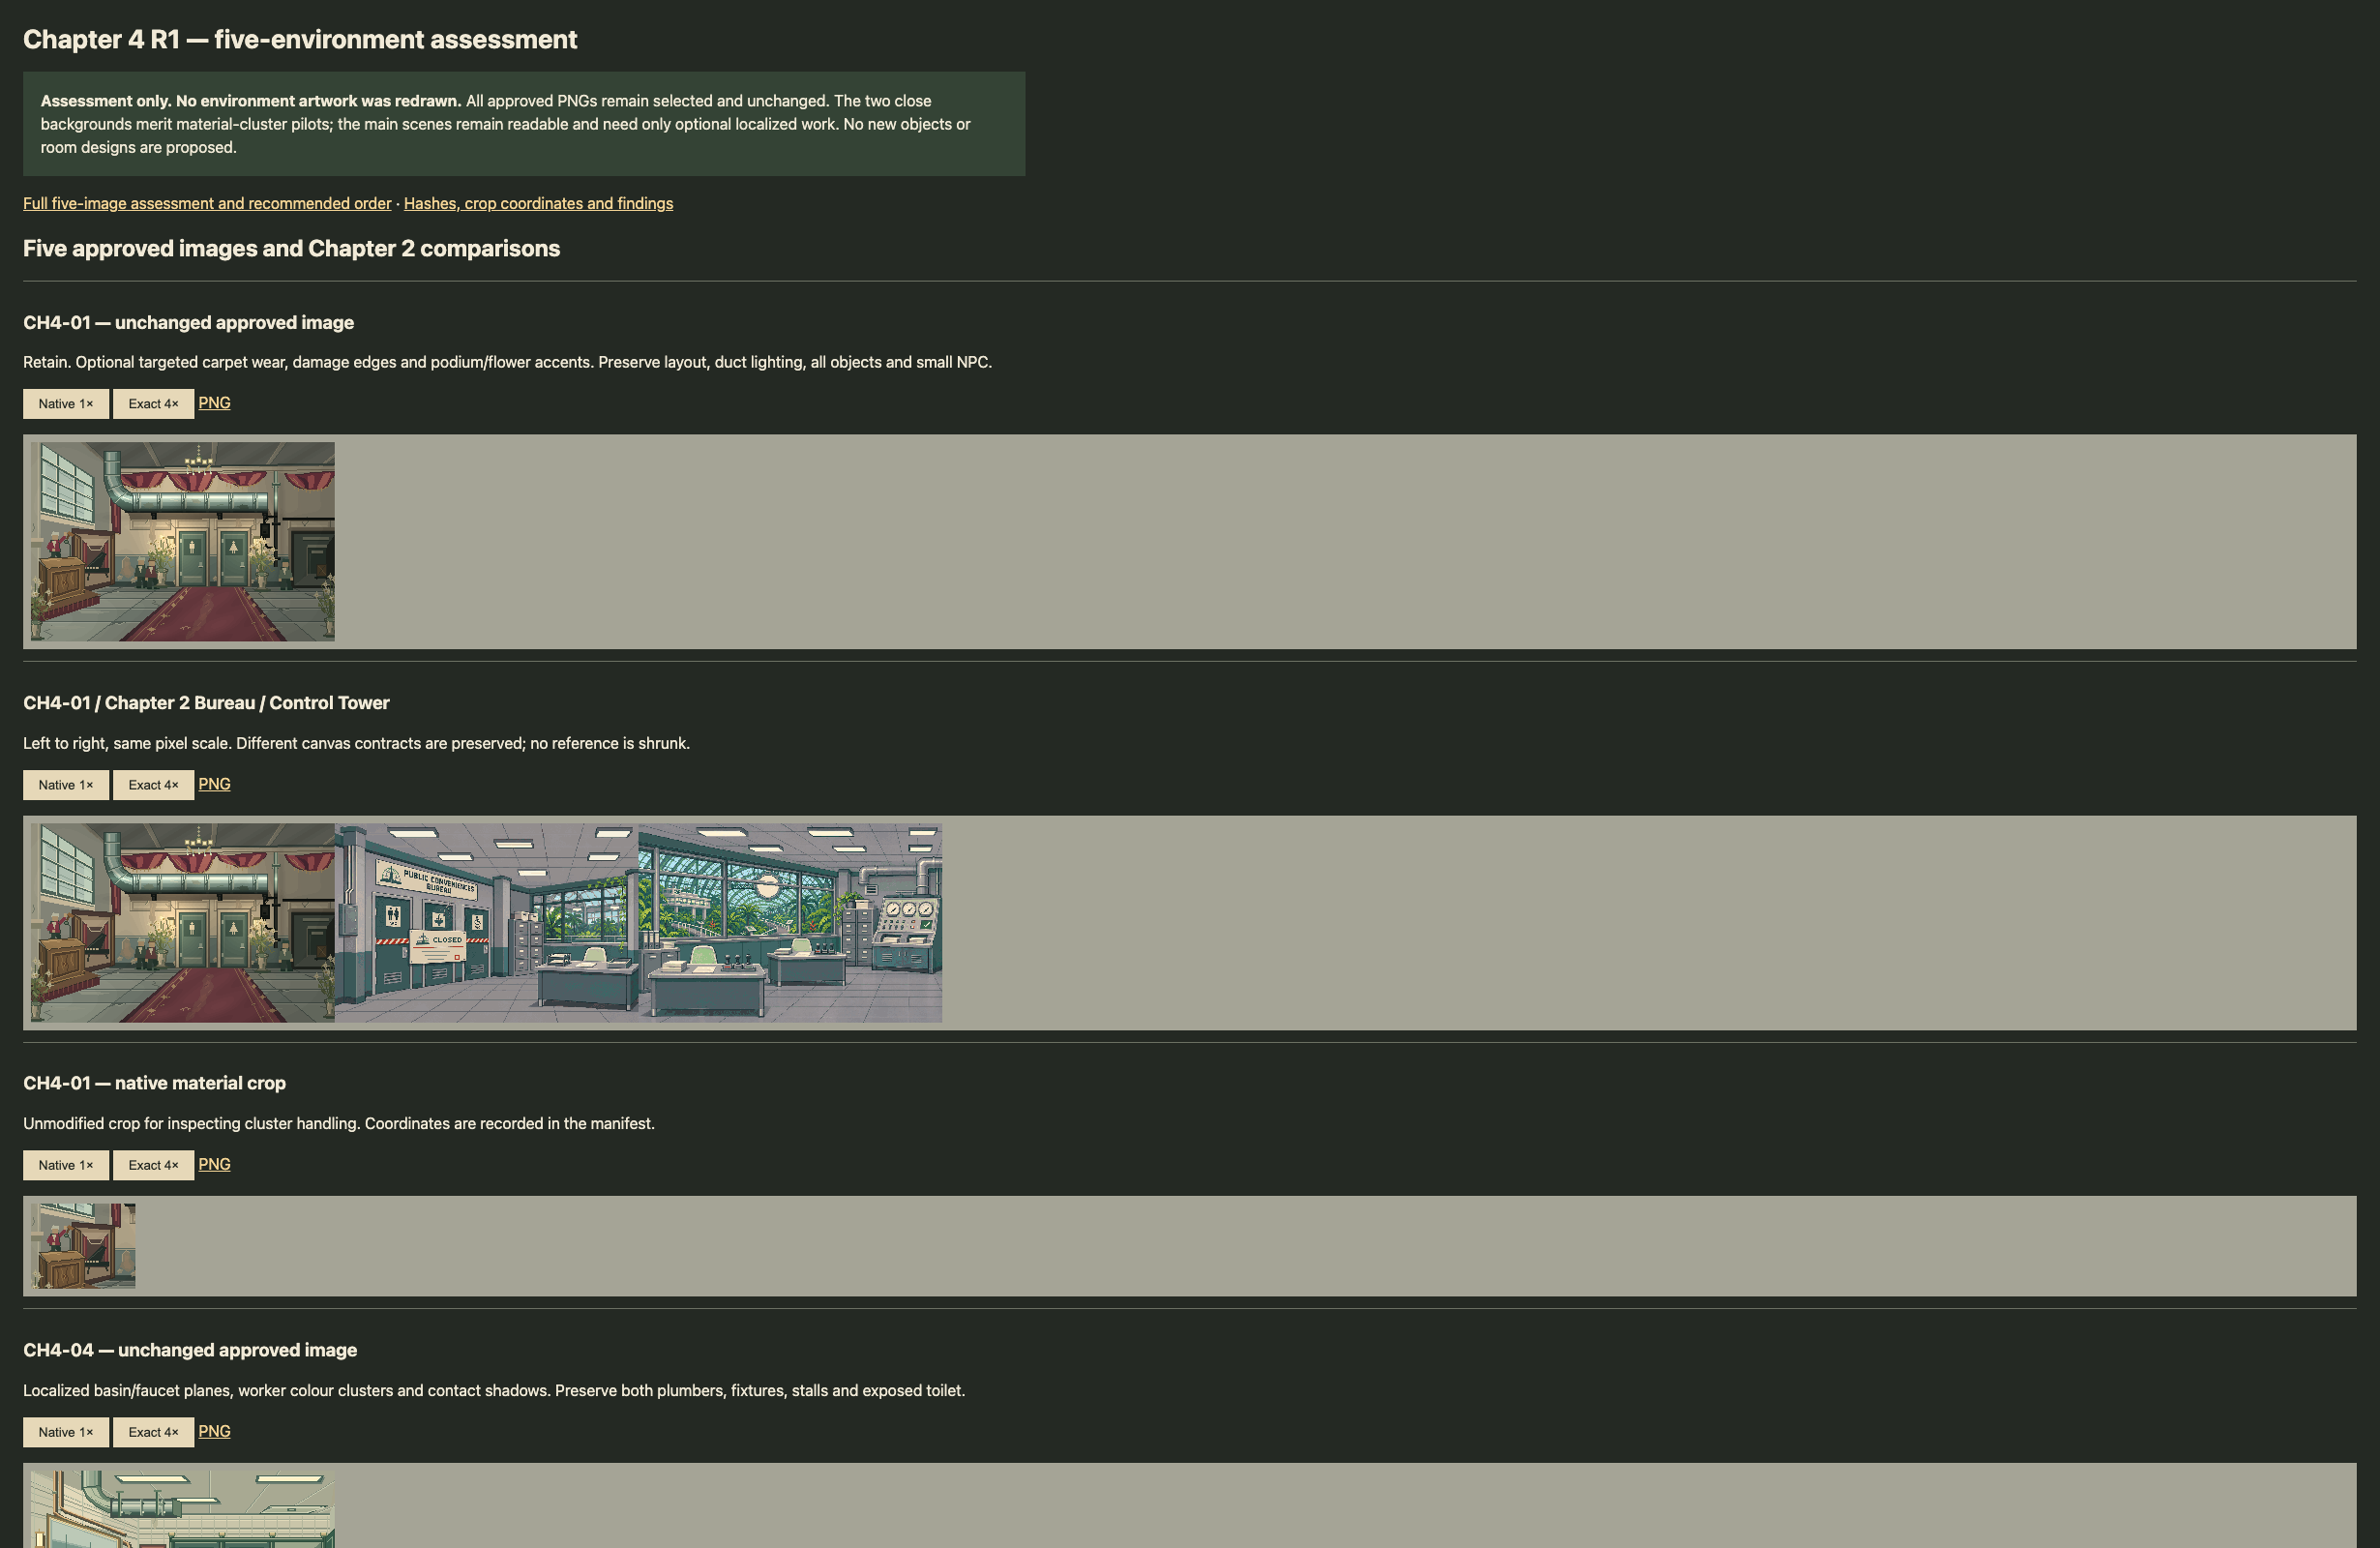 Chapter 4 R1 — five-environment assessment
Assessment only. No environment artwork was redrawn. All approved PNGs remain selected and unchanged. The two close
backgrounds merit material-cluster pilots; the main scenes remain readable and need only optional localized work. No new objects or
room designs are proposed.
Full five-image assessment and recommended order · Hashes, crop coordinates and findings
Five approved images and Chapter 2 comparisons
CH4-01 — unchanged approved image
Retain. Optional targeted carpet wear, damage edges and podium/flower accents. Preserve layout, duct lighting, all objects and small NPC.
Native 1× Exact 4× PNG
CH4-01 / Chapter 2 Bureau / Control Tower
Left to right, same pixel scale. Different canvas contracts are preserved; no reference is shrunk.
Native 1× Exact 4× PNG
PUBLIC CONVENIENCES
BUREAU
CLOSED
CH4-01 — native material crop
Unmodified crop for inspecting cluster handling. Coordinates are recorded in the manifest.
Native 1× Exact 4× PNG
CH4-04 — unchanged approved image
Localized basin/faucet planes, worker colour clusters and contact shadows. Preserve both plumbers, fixtures, stalls and exposed toilet.
Native 1× Exact 4× PNG